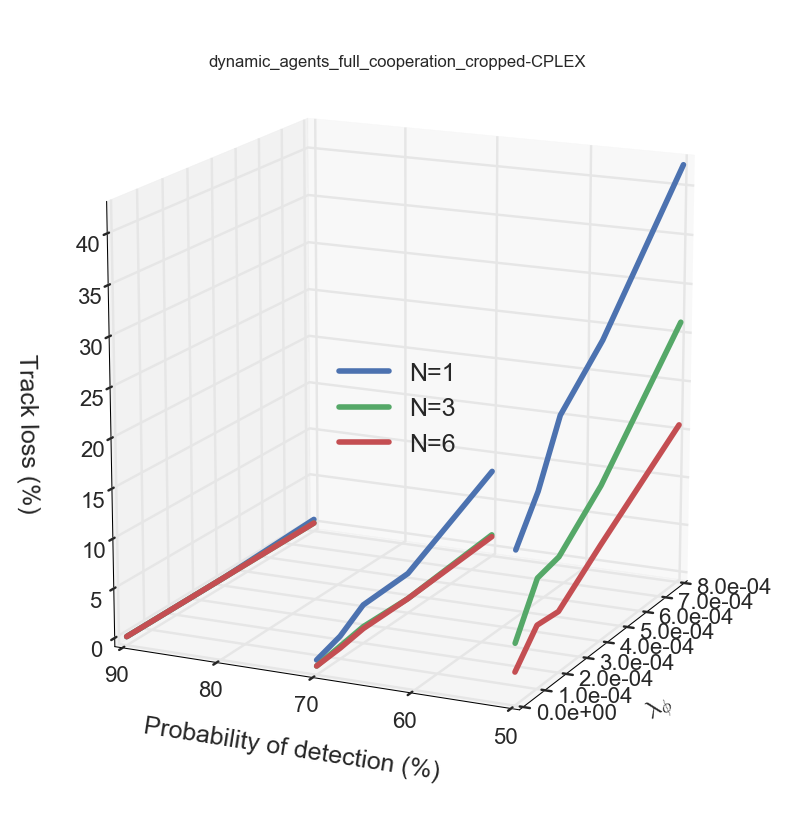 dynamic_agents_full_cooperation_cropped-CPLEX
40
35
30
25
20
15
10
5
0
Track loss (%)
N=1
N=3
N=6
90
80
70
60
50
Probability of detection (%)
8.0e-04
7.0e-04
6.0e-04
5.0e-04
4.0e-04
3.0e-04
2.0e-04
1.0e-04
0.0e+00
λϕ